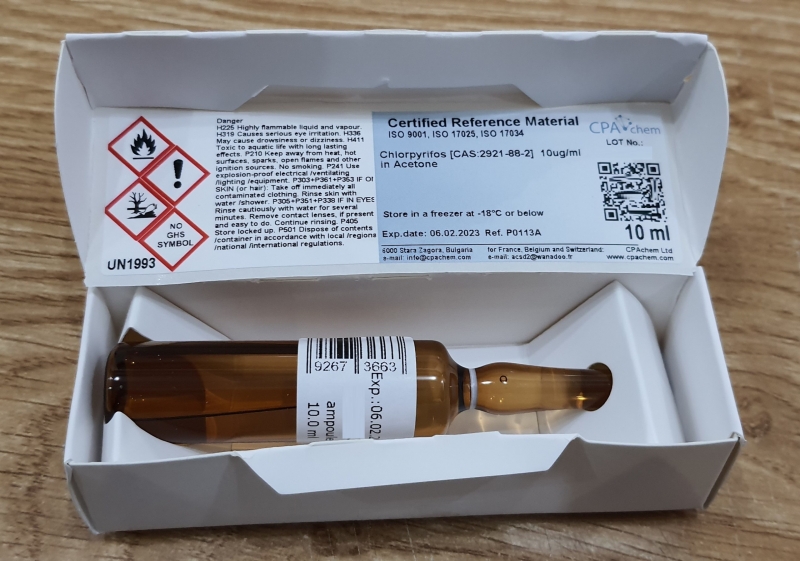 Danger
H225 Highly flammable liquid and vapour.
H319 Causes serious eye irritation. H336
May cause drowsiness or dizziness. H411
Toxic to aquatic life with long lasting
effects. P210 Keep away from heat, hot
surfaces, sparks, open flames and other
ignition sources. No smoking. P241 Use
explosion-proof electrical /ventilating
/lighting /equipment. P303+P361+P353 IF ON
SKIN (or hair): Take off immediately all
contaminated clothing. Rinse skin with
water /shower. P305+P351+P338 IF IN EYES
Rinse cautiously with water for several
minutes. Remove contact lenses, if present
and easy to do. Continue rinsing. P405
Store locked up. P501 Dispose of contents
/container in accordance with local /regional
/national /international regulations.
NO
GHS
SYMBOL
UN1993
Certified Reference Material
ISO 9001, ISO 17025, ISO 17034
CPAchem
LOT No.:
Chlorpyrifos [CAS:2921-88-2] 10ug/ml
in Acetone
Store in a freezer at -18°C or below
Exp.date: 06.02.2023 Ref. P0113A
10 ml
6000 Stara Zagora, Bulgaria
e-mail: info@cpachem.com
for France, Belgium and Switzerland:
e-mail: acsd2@wanadoo.fr
CPAchem Ltd
www.cpachem.com
9267 3663
Exp.:06.02
ampoule
10.0 ml